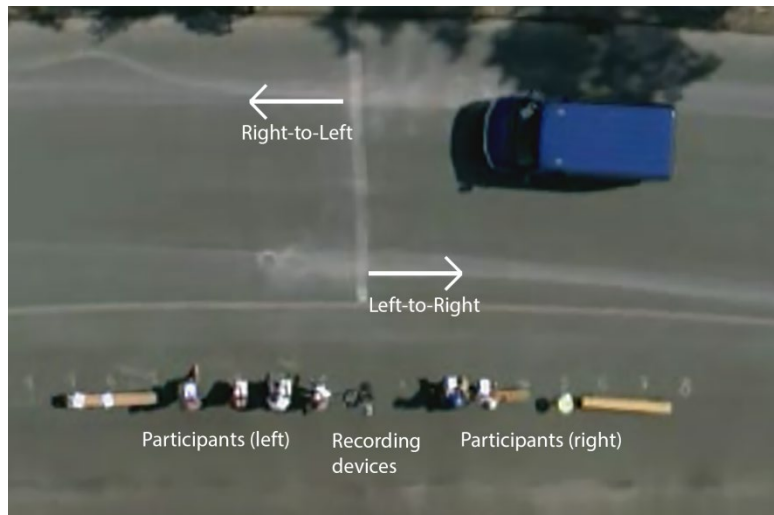 Right-to-Left
Left-to-Right
Participants (left)
Recording
devices
Participants (right)